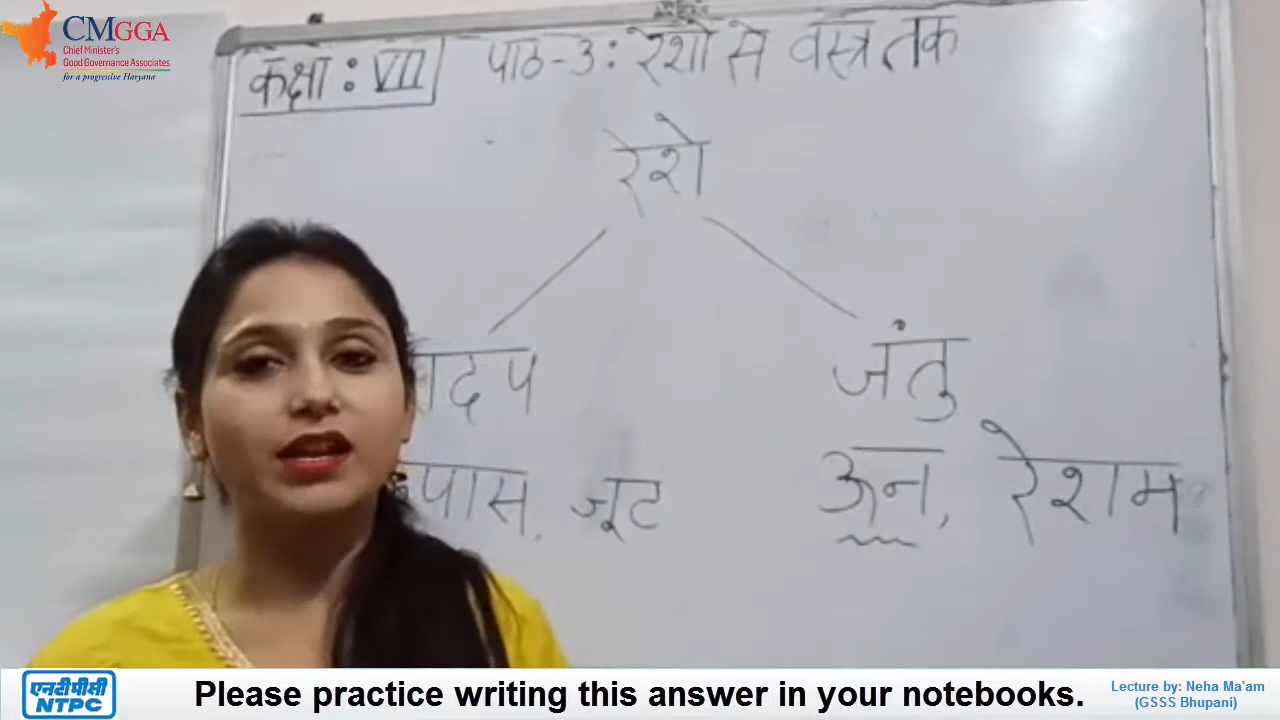 CMGGA
Chief Minister's
Good Governance Associates
for a progressive Haryana
कक्षा : VII
पाठ-3 : रेशों से वस्त्र तक
रेशे
जंतु
जूट
ऊन, रेशम
एनटीपीसी
NTPC
Please practice writing this answer in your notebooks.
Lecture by: Neha Ma'am
(GSSS Bhupani)